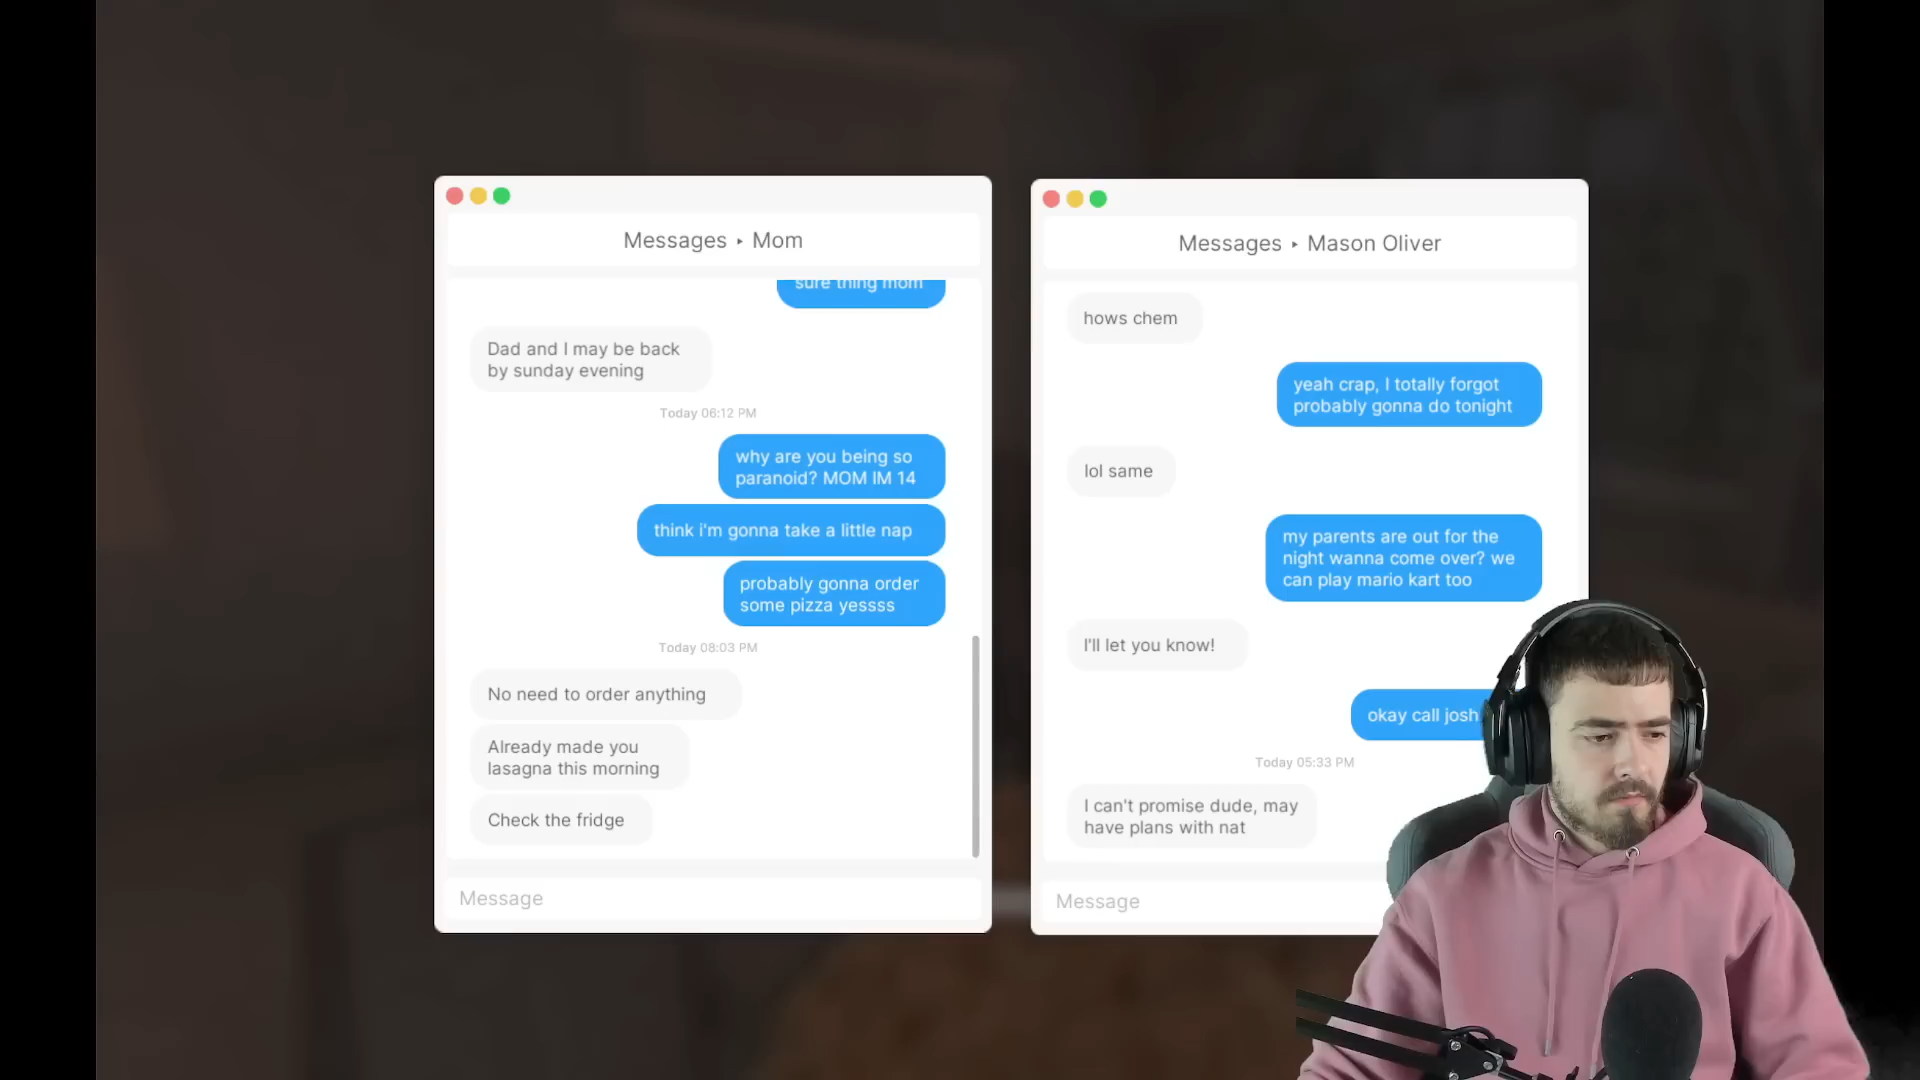 Messages ‣ Mom
sure thing mom
Dad and I may be back
by sunday evening
Today 06:12 PM
why are you being so
paranoid? MOM IM 14
think i'm gonna take a little nap
probably gonna order
some pizza yessss
Today 08:03 PM
No need to order anything
Already made you
lasagna this morning
Check the fridge
Message
Messages ‣ Mason Oliver
hows chem
yeah crap, I totally forgot
probably gonna do tonight
lol same
my parents are out for the
night wanna come over? we
can play mario kart too
I'll let you know!
okay call josh
Today 05:33 PM
I can't promise dude, may
have plans with nat
Message